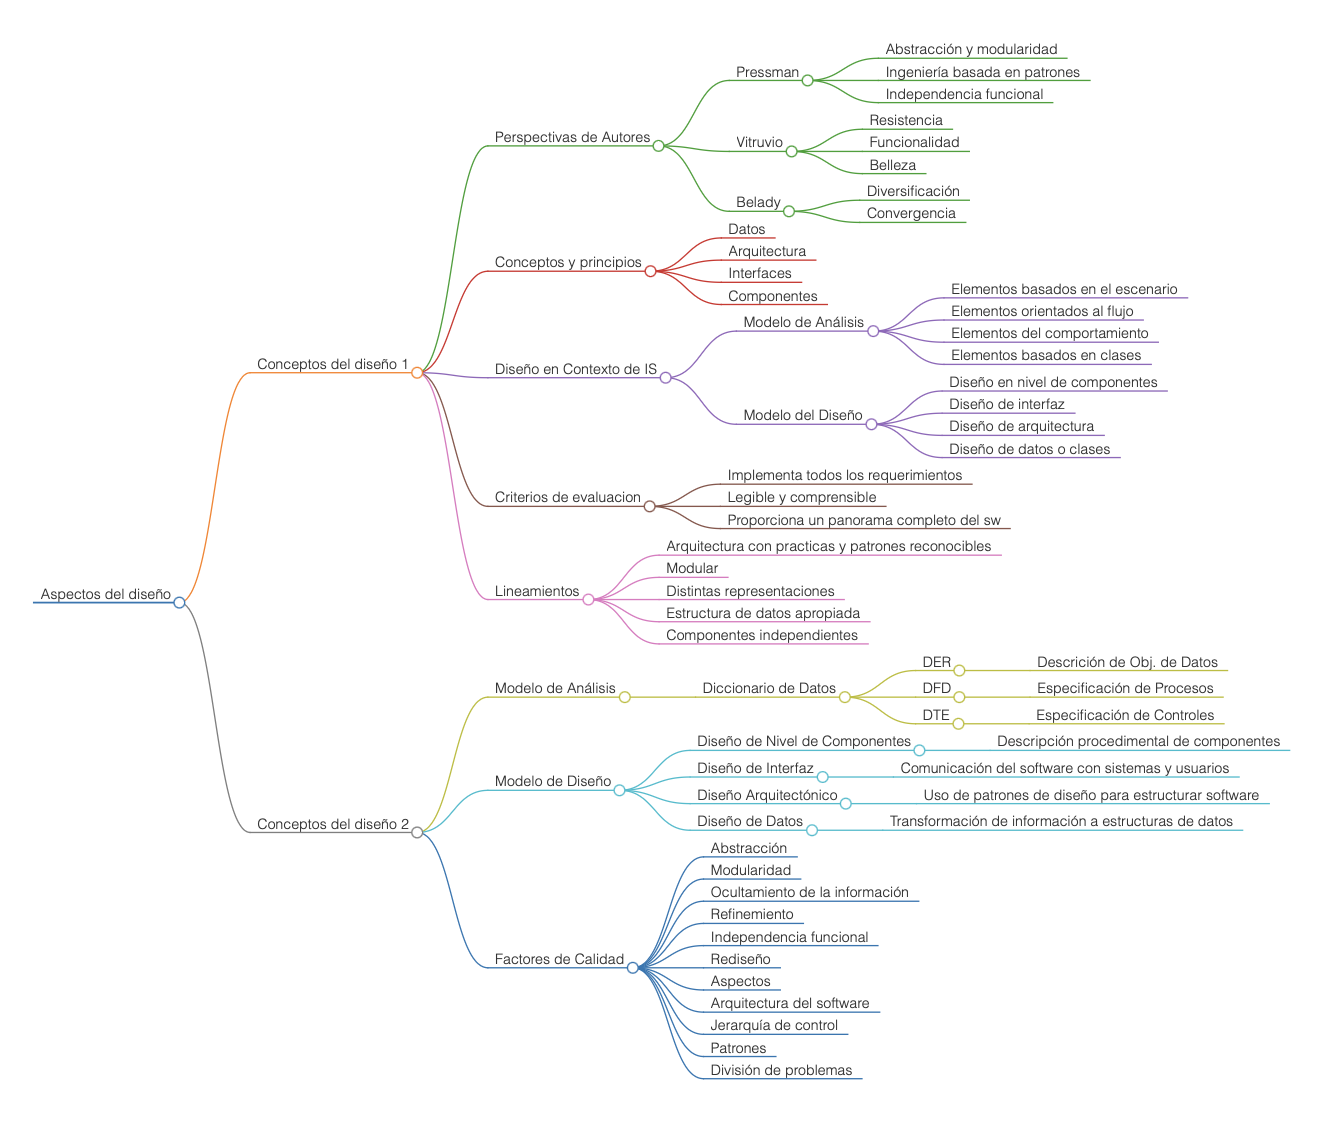 Aspectos del diseño
Conceptos del diseño 1
Perspectivas de Autores
Pressman
Abstracción y modularidad
Ingeniería basada en patrones
Independencia funcional
Vitruvio
Resistencia
Funcionalidad
Belleza
Belady
Diversificación
Convergencia
Conceptos y principios
Datos
Arquitectura
Interfaces
Componentes
Diseño en Contexto de IS
Modelo de Análisis
Elementos basados en el escenario
Elementos orientados al flujo
Elementos del comportamiento
Elementos basados en clases
Modelo del Diseño
Diseño en nivel de componentes
Diseño de interfaz
Diseño de arquitectura
Diseño de datos o clases
Criterios de evaluacion
Implementa todos los requerimientos
Legible y comprensible
Proporciona un panorama completo del sw
Lineamientos
Arquitectura con practicas y patrones reconocibles
Modular
Distintas representaciones
Estructura de datos apropiada
Componentes independientes
Conceptos del diseño 2
Modelo de Análisis
Diccionario de Datos
DER
Descrición de Obj. de Datos
DFD
Especificación de Procesos
DTE
Especificación de Controles
Modelo de Diseño
Diseño de Nivel de Componentes
Descripción procedimental de componentes
Diseño de Interfaz
Comunicación del software con sistemas y usuarios
Diseño Arquitectónico
Uso de patrones de diseño para estructurar software
Diseño de Datos
Transformación de información a estructuras de datos
Factores de Calidad
Abstracción
Modularidad
Ocultamiento de la información
Refinemiento
Independencia funcional
Rediseño
Aspectos
Arquitectura del software
Jerarquía de control
Patrones
División de problemas